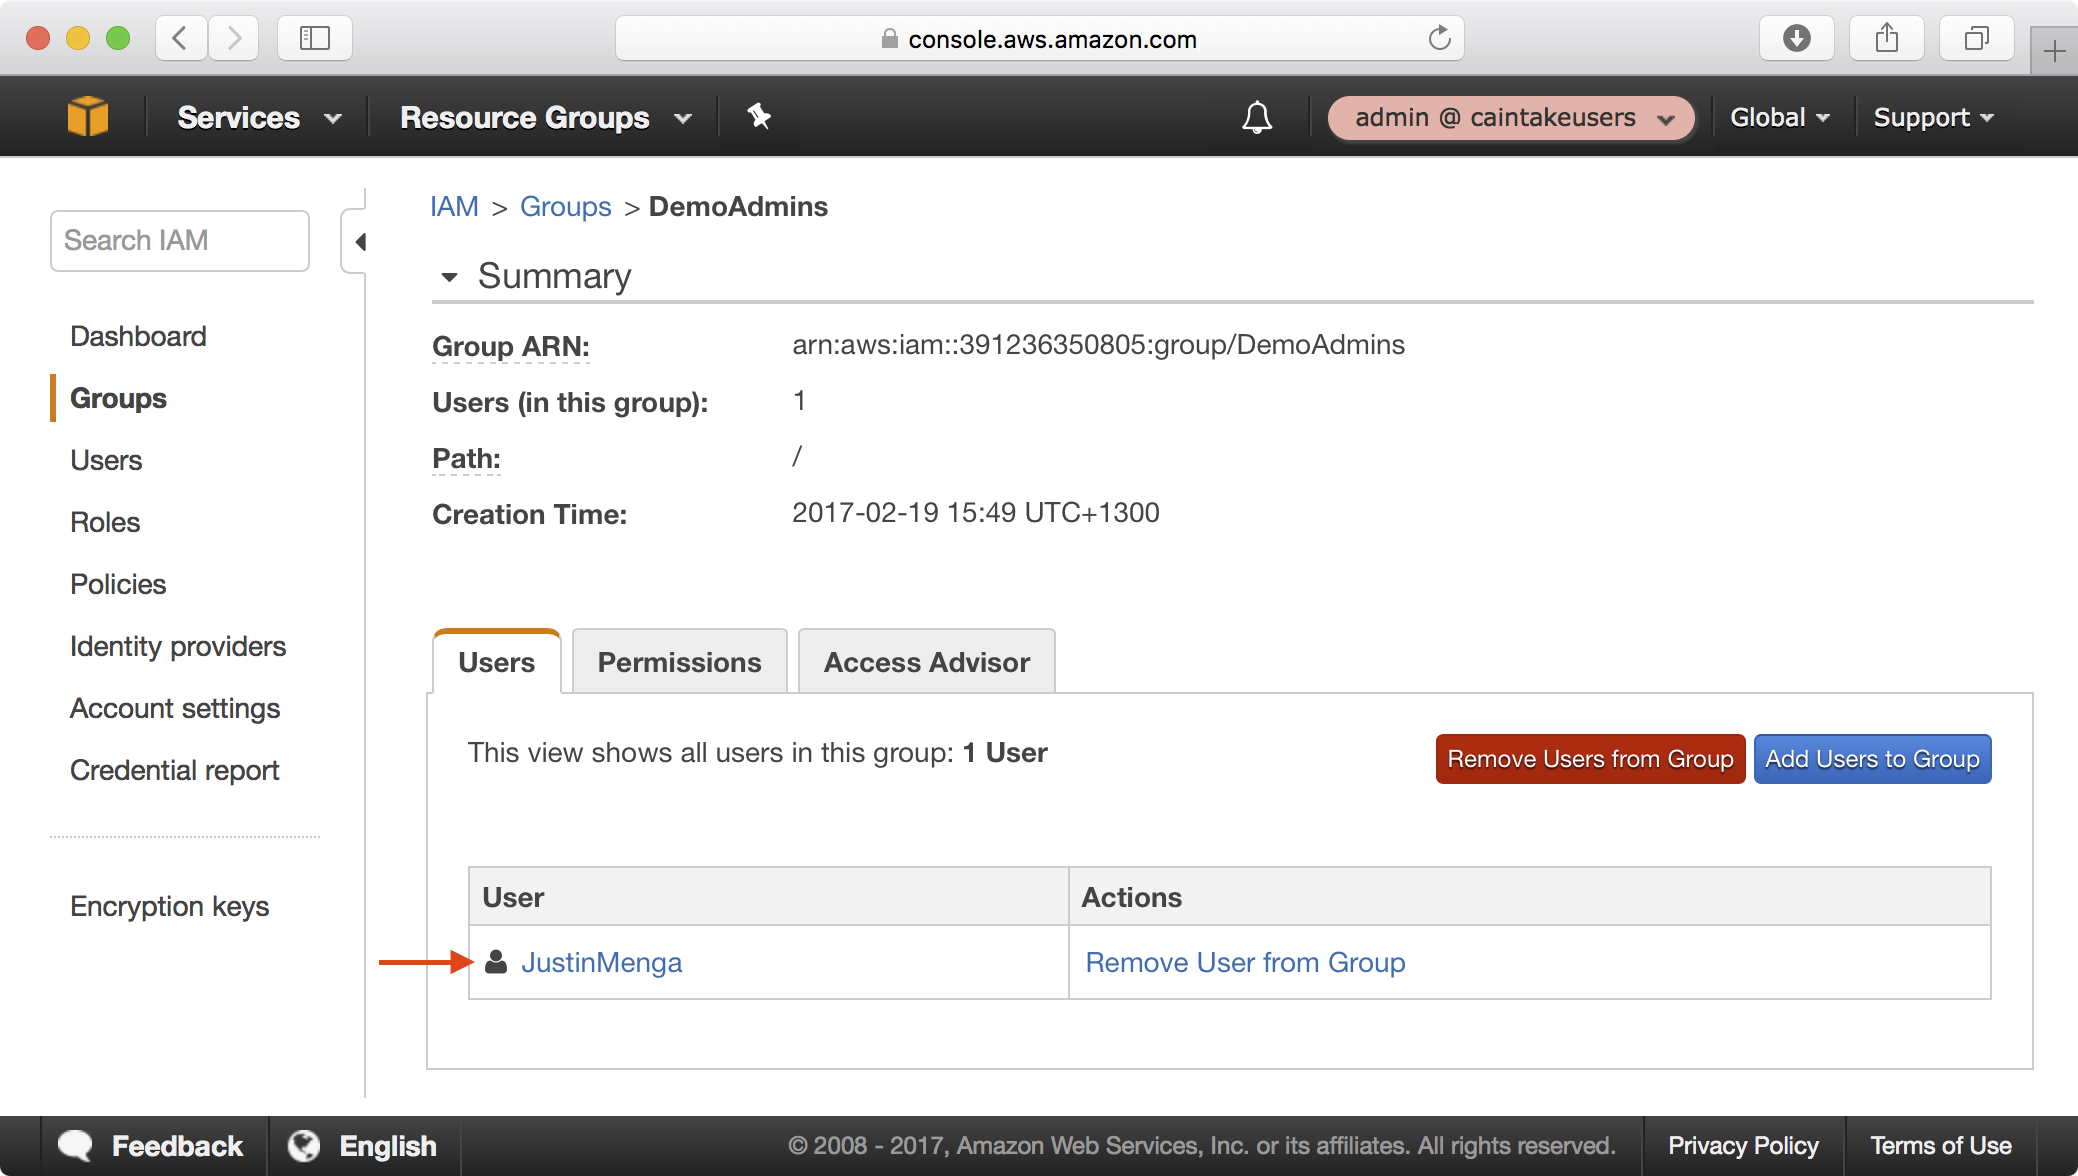 console.aws.amazon.com
Services
Resource Groups
admin @ caintakeusers
Global
Support
Search IAM
Dashboard
Groups
Users
Roles
Policies
Identity providers
Account settings
Credential report
Encryption keys
IAM > Groups > DemoAdmins
Summary
Group ARN: arn:aws:iam::391236350805:group/DemoAdmins
Users (in this group): 1
Path: /
Creation Time: 2017-02-19 15:49 UTC+1300
Users
Permissions
Access Advisor
This view shows all users in this group: 1 User
Remove Users from Group
Add Users to Group
User Actions
JustinMenga Remove User from Group
Feedback
English
© 2008 - 2017, Amazon Web Services, Inc. or its affiliates. All rights reserved.
Privacy Policy
Terms of Use